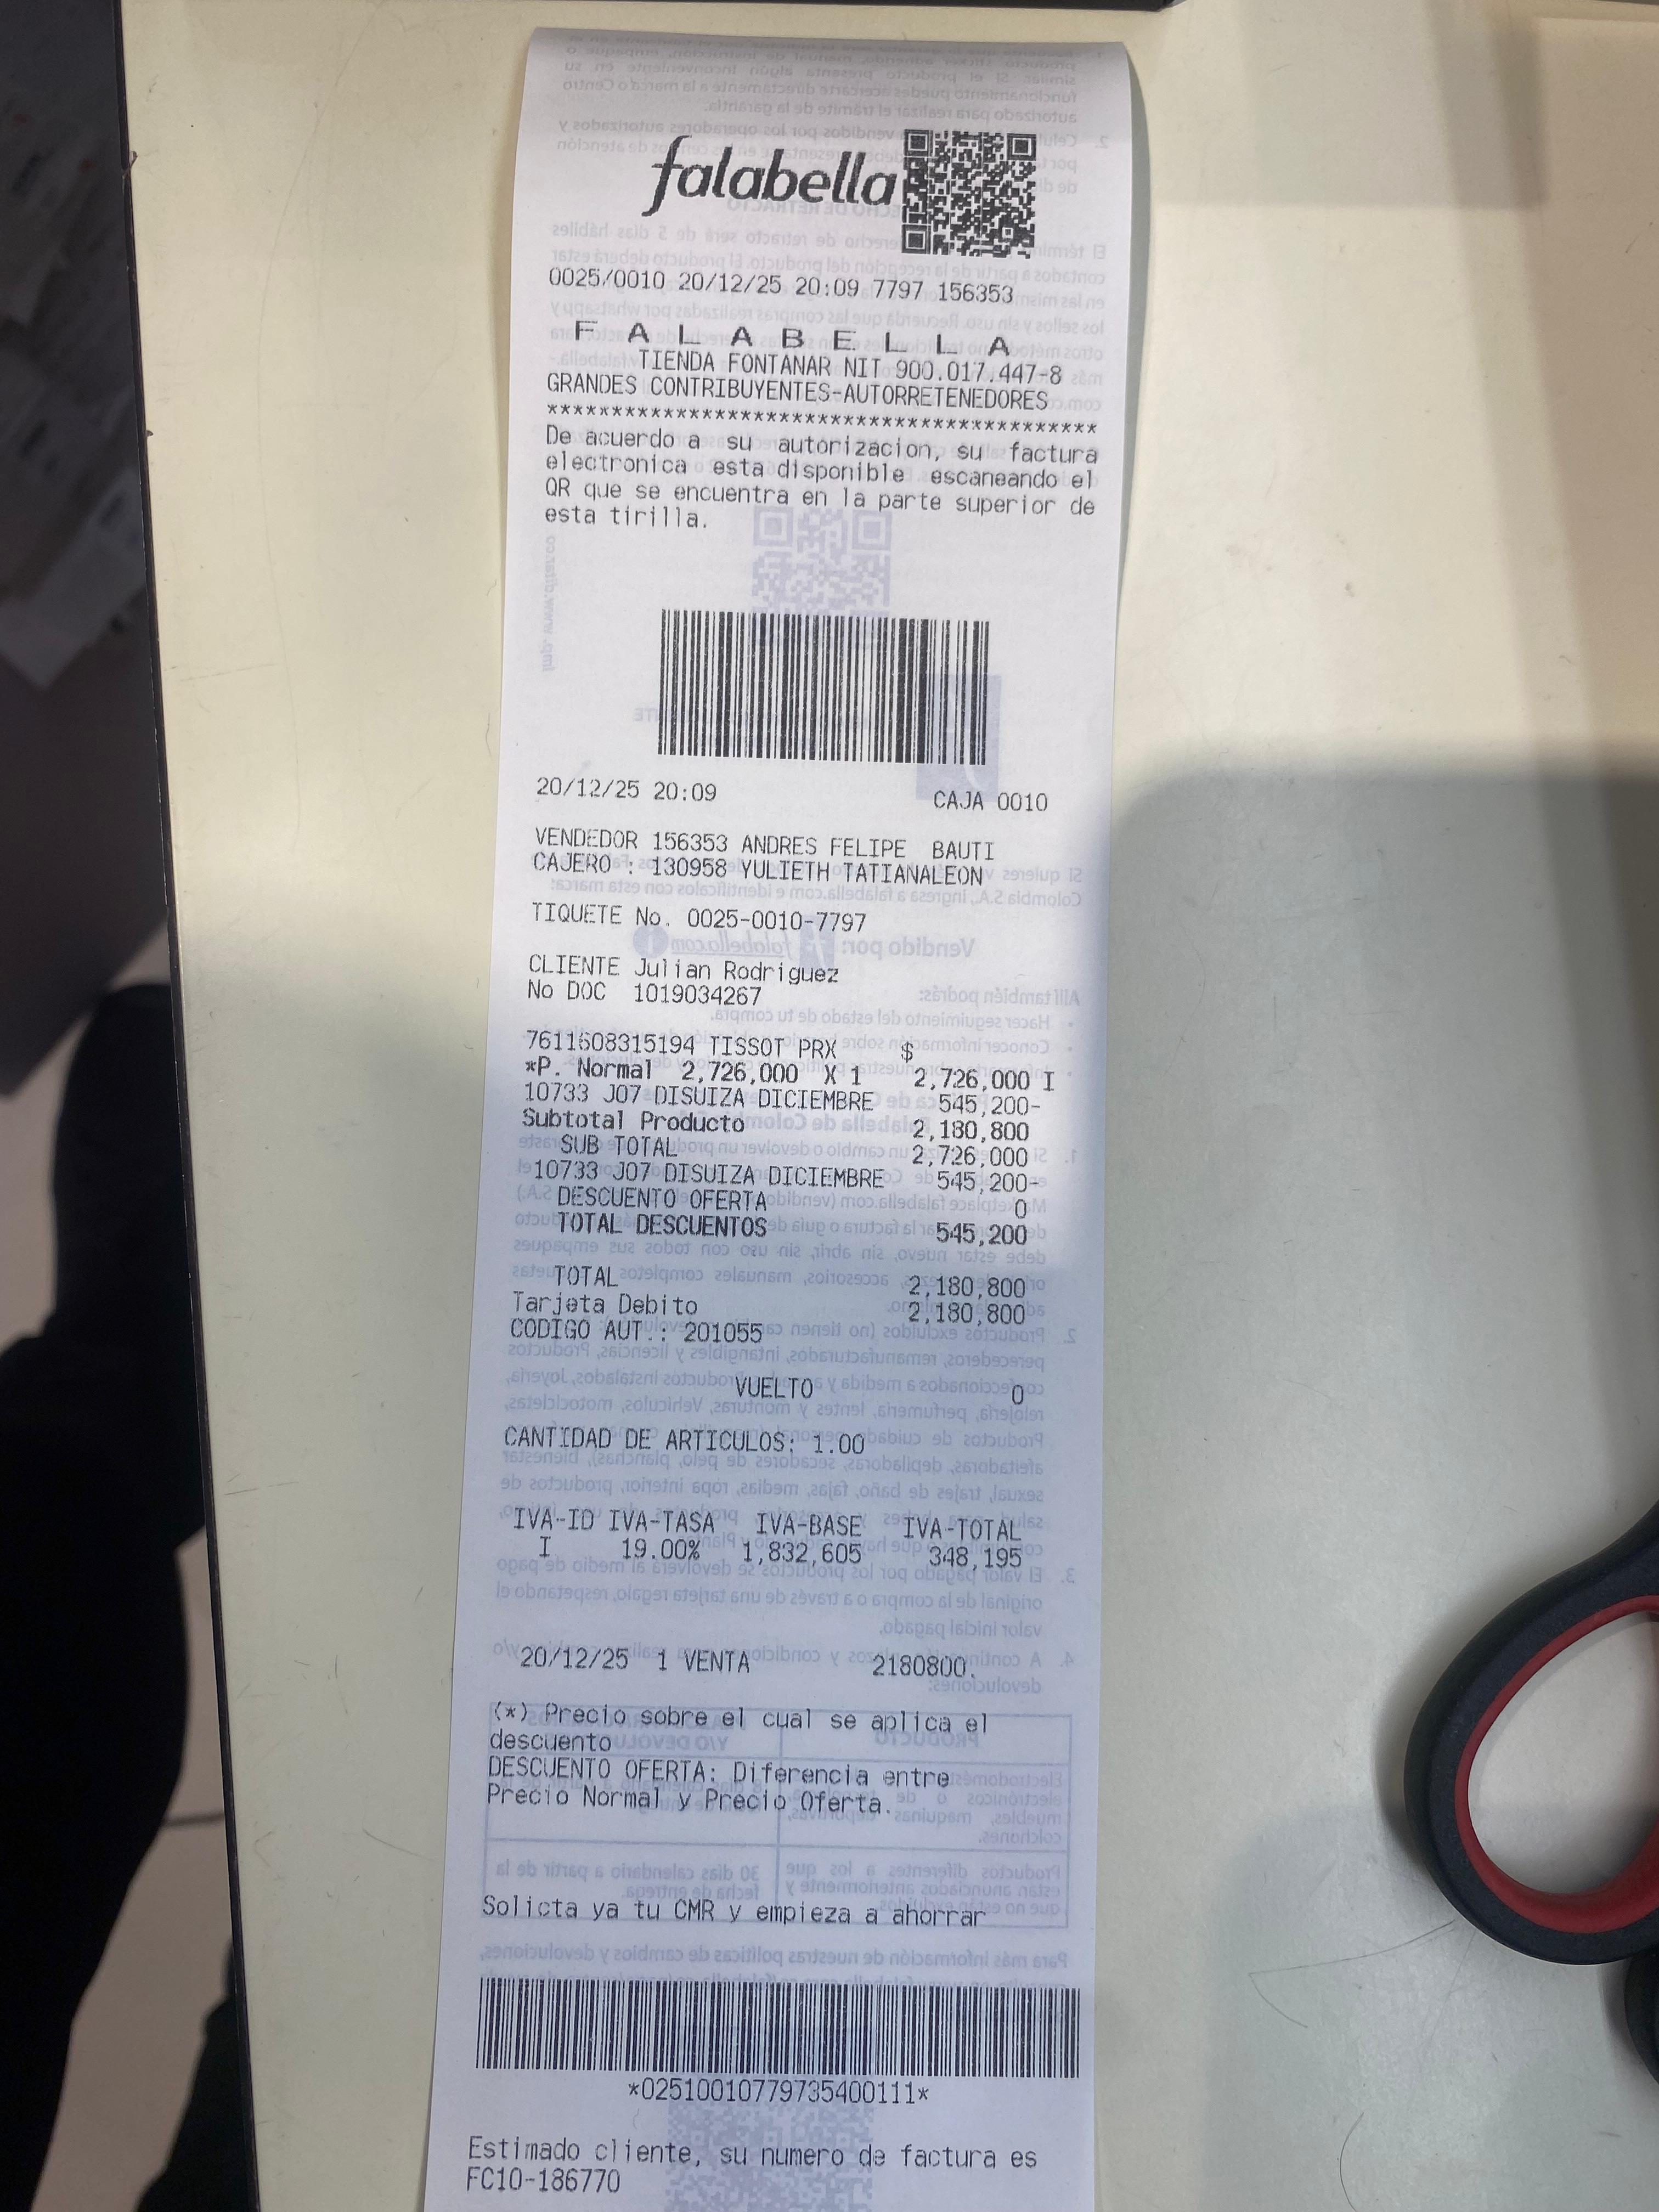 falabella
0025/0010 20/12/25 20:09 7797 156353
F A L A B E L L A
TIENDA FONTANAR NIT 900.017.447-8
GRANDES CONTRIBUYENTES-AUTORRETENEDORES
******************************************
De acuerdo a su autorizacion, su factura
electronica esta disponible escaneando el
QR que se encuentra en la parte superior de
esta tirilla.
20/12/25 20:09 CAJA 0010
VENDEDOR 156353 ANDRES FELIPE BAUTI
CAJERO : 130958 YULIETH TATIANALEON
TIQUETE No. 0025-0010-7797
CLIENTE Julian Rodriguez
No DOC 1019034267
7611608315194 TISSOT PRX $
*P. Normal 2,726,000 X 1 2,726,000 I
10733 J07 DISUIZA DICIEMBRE 545,200-
Subtotal Producto 2,180,800
SUB TOTAL 2,726,000
10733 J07 DISUIZA DICIEMBRE 545,200-
DESCUENTO OFERTA 0
TOTAL DESCUENTOS 545,200
TOTAL 2,180,800
Tarjeta Debito 2,180,800
CODIGO AUT.: 201055
VUELTO 0
CANTIDAD DE ARTICULOS: 1.00
IVA-ID IVA-TASA IVA-BASE IVA-TOTAL
I 19.00% 1,832,605 348,195
20/12/25 1 VENTA 2180800.
(*) Precio sobre el cual se aplica el
descuento
DESCUENTO OFERTA: Diferencia entre
Precio Normal y Precio Oferta.
Solicta ya tu CMR y empieza a ahorrar
*02510010779735400111*
Estimado cliente, su numero de factura es
FC10-186770